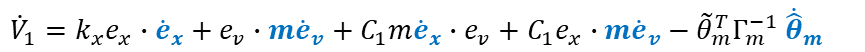 V̇₁ = kₓeₓ · ėₓ + eᵥ · mėᵥ + C₁mėₓ · eᵥ + C₁eₓ · mėᵥ − θ̃ₘᵀΓₘ⁻¹ θ̂̇ₘ